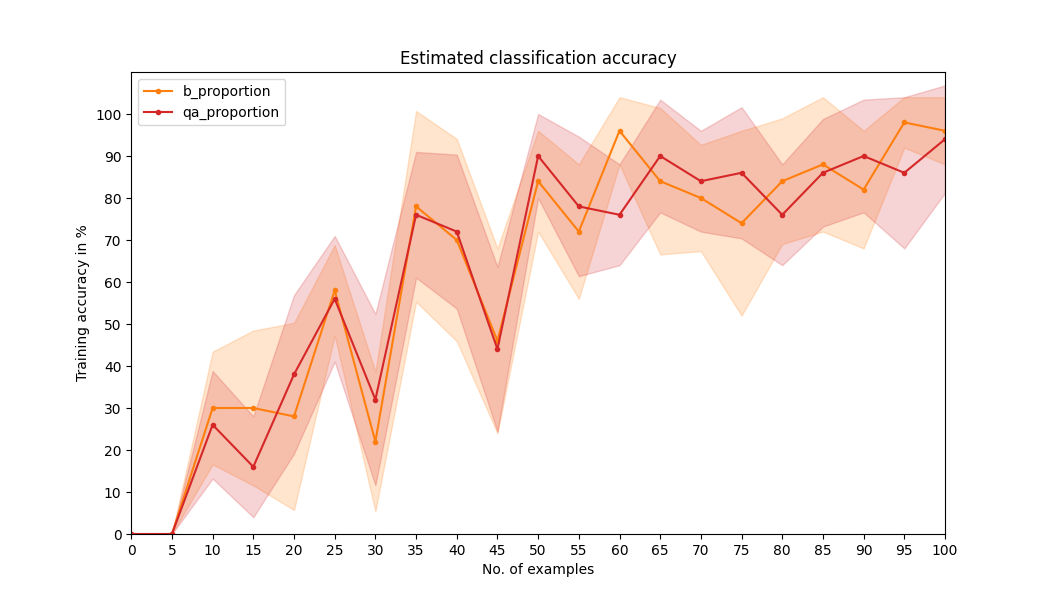 Estimated classification accuracy
b_proportion
qa_proportion
Training accuracy in %
100
90
80
70
60
50
40
30
20
10
0
0 5 10 15 20 25 30 35 40 45 50 55 60 65 70 75 80 85 90 95 100
No. of examples